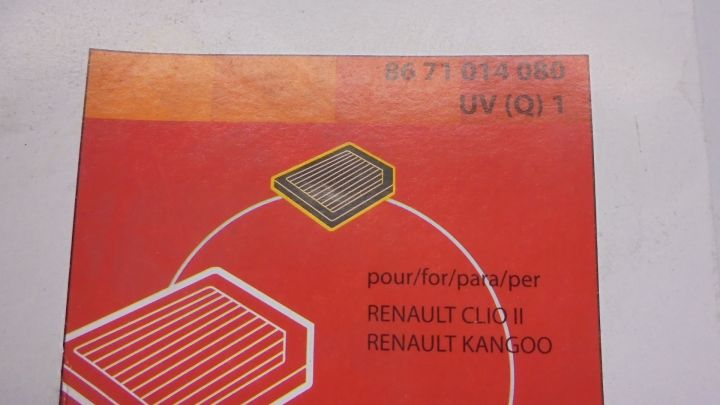 86 71 014 080
UV (Q) 1
pour/for/para/per
RENAULT CLIO II
RENAULT KANGOO